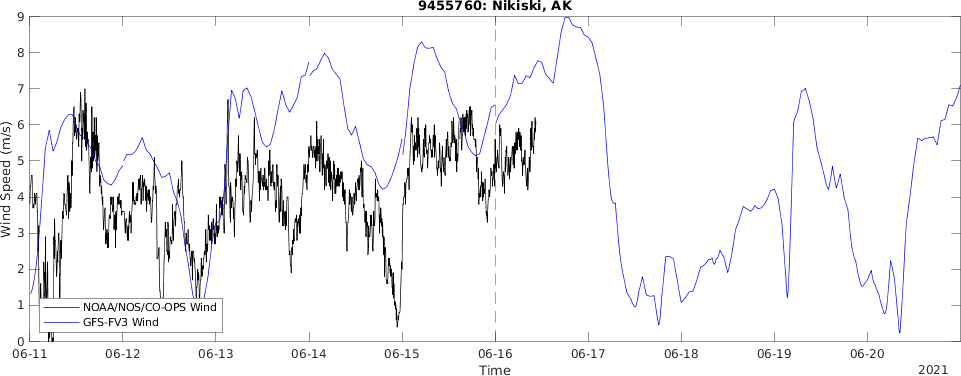 9455760: Nikiski, AK
9
8
7
6
5
4
3
2
1
0
Wind Speed (m/s)
NOAA/NOS/CO-OPS Wind
GFS-FV3 Wind
06-11 06-12 06-13 06-14 06-15 06-16 06-17 06-18 06-19 06-20
Time
2021